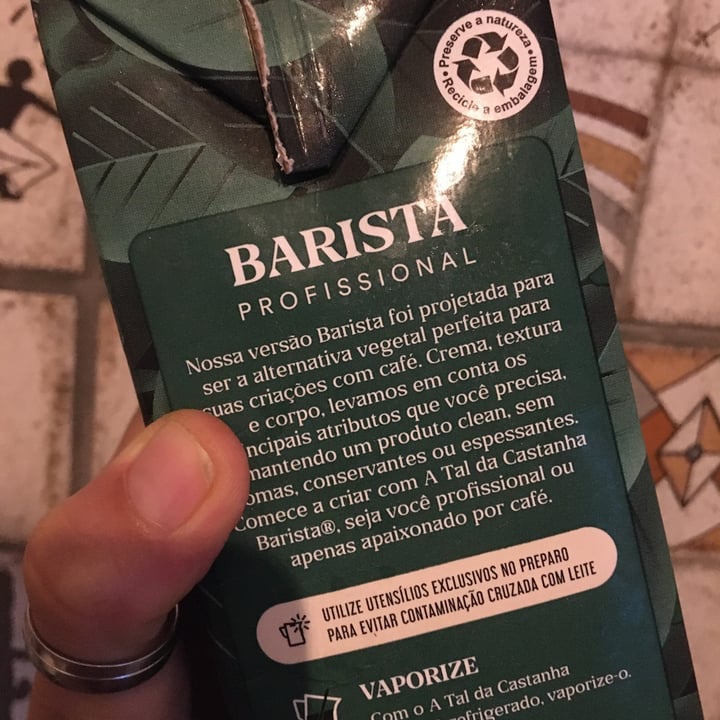 Preserve a natureza
Recicle a embalagem
BARISTA
PROFISSIONAL
Nossa versão Barista foi projetada para
ser a alternativa vegetal perfeita para
suas criações com café. Crema, textura
e corpo, levamos em conta os
ncipais atributos que você precisa,
mantendo um produto clean, sem
omas, conservantes ou espessantes.
Comece a criar com A Tal da Castanha
Barista®, seja você profissional ou
apenas apaixonado por café.
UTILIZE UTENSÍLIOS EXCLUSIVOS NO PREPARO
PARA EVITAR CONTAMINAÇÃO CRUZADA COM LEITE
VAPORIZE
Com o A Tal da Castanha
refrigerado, vaporize-o.